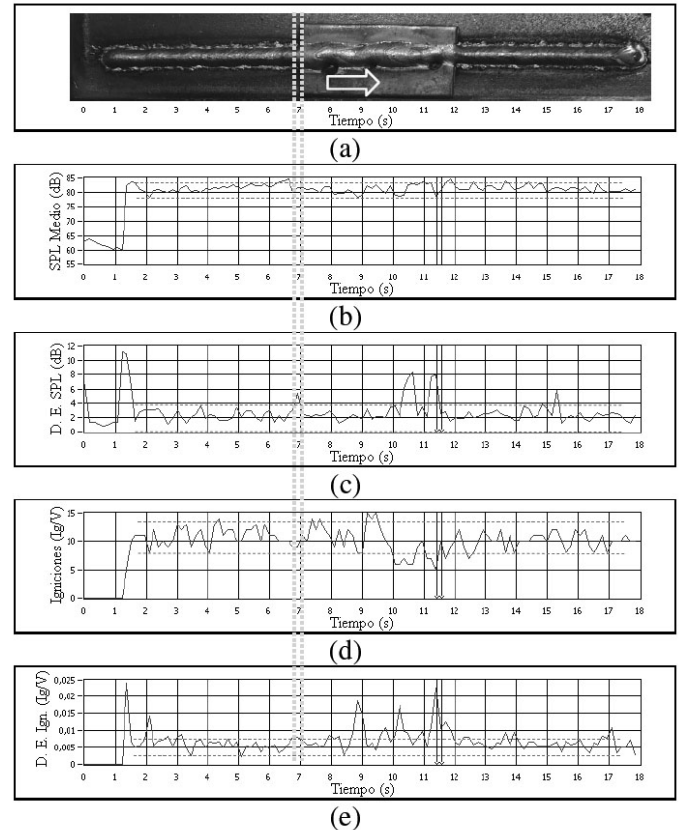 0 1 2 3 4 5 6 7 8 9 10 11 12 13 14 15 16 17 18
Tiempo (s)
(a)
SPL Medio (dB)
85
80
75
70
65
60
55
0 1 2 3 4 5 6 7 8 9 10 11 12 13 14 15 16 17 18
Tiempo (s)
(b)
D. E. SPL (dB)
12
10
8
6
4
2
0
0 1 2 3 4 5 6 7 8 9 10 11 12 13 14 15 16 17 18
Tiempo (s)
(c)
Igniciones (Ig/V)
15
10
5
0
0 1 2 3 4 5 6 7 8 9 10 11 12 13 14 15 16 17 18
Tiempo (s)
(d)
D. E. Ign. (Ig/V)
0,025
0,02
0,015
0,01
0,005
0
0 1 2 3 4 5 6 7 8 9 10 11 12 13 14 15 16 17 18
Tiempo (s)
(e)